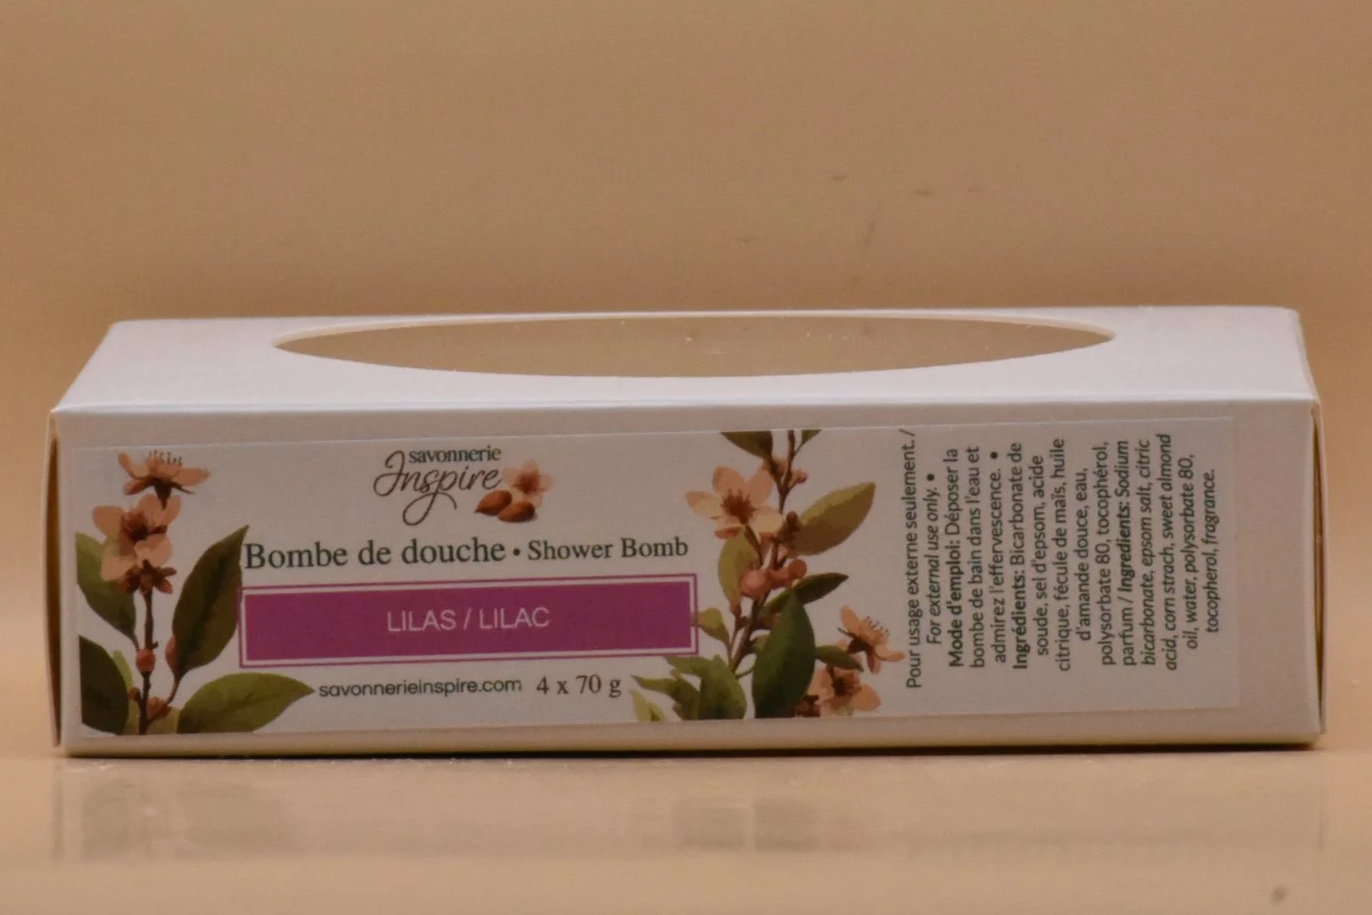 savonnerie
Inspire
Bombe de douche • Shower Bomb
LILAS / LILAC
savonnerieinspire.com 4 x 70 g
Pour usage externe seulement. /
For external use only. •
Mode d'emploi: Déposer la
bombe de bain dans l'eau et
admirez l'effervescence. •
Ingrédients: Bicarbonate de
soude, sel d'epsom, acide
citrique, fécule de maïs, huile
d'amande douce, eau,
polysorbate 80, tocophérol,
parfum / Ingredients: Sodium
bicarbonate, epsom salt, citric
acid, corn strach, sweet almond
oil, water, polysorbate 80,
tocopherol, fragrance.